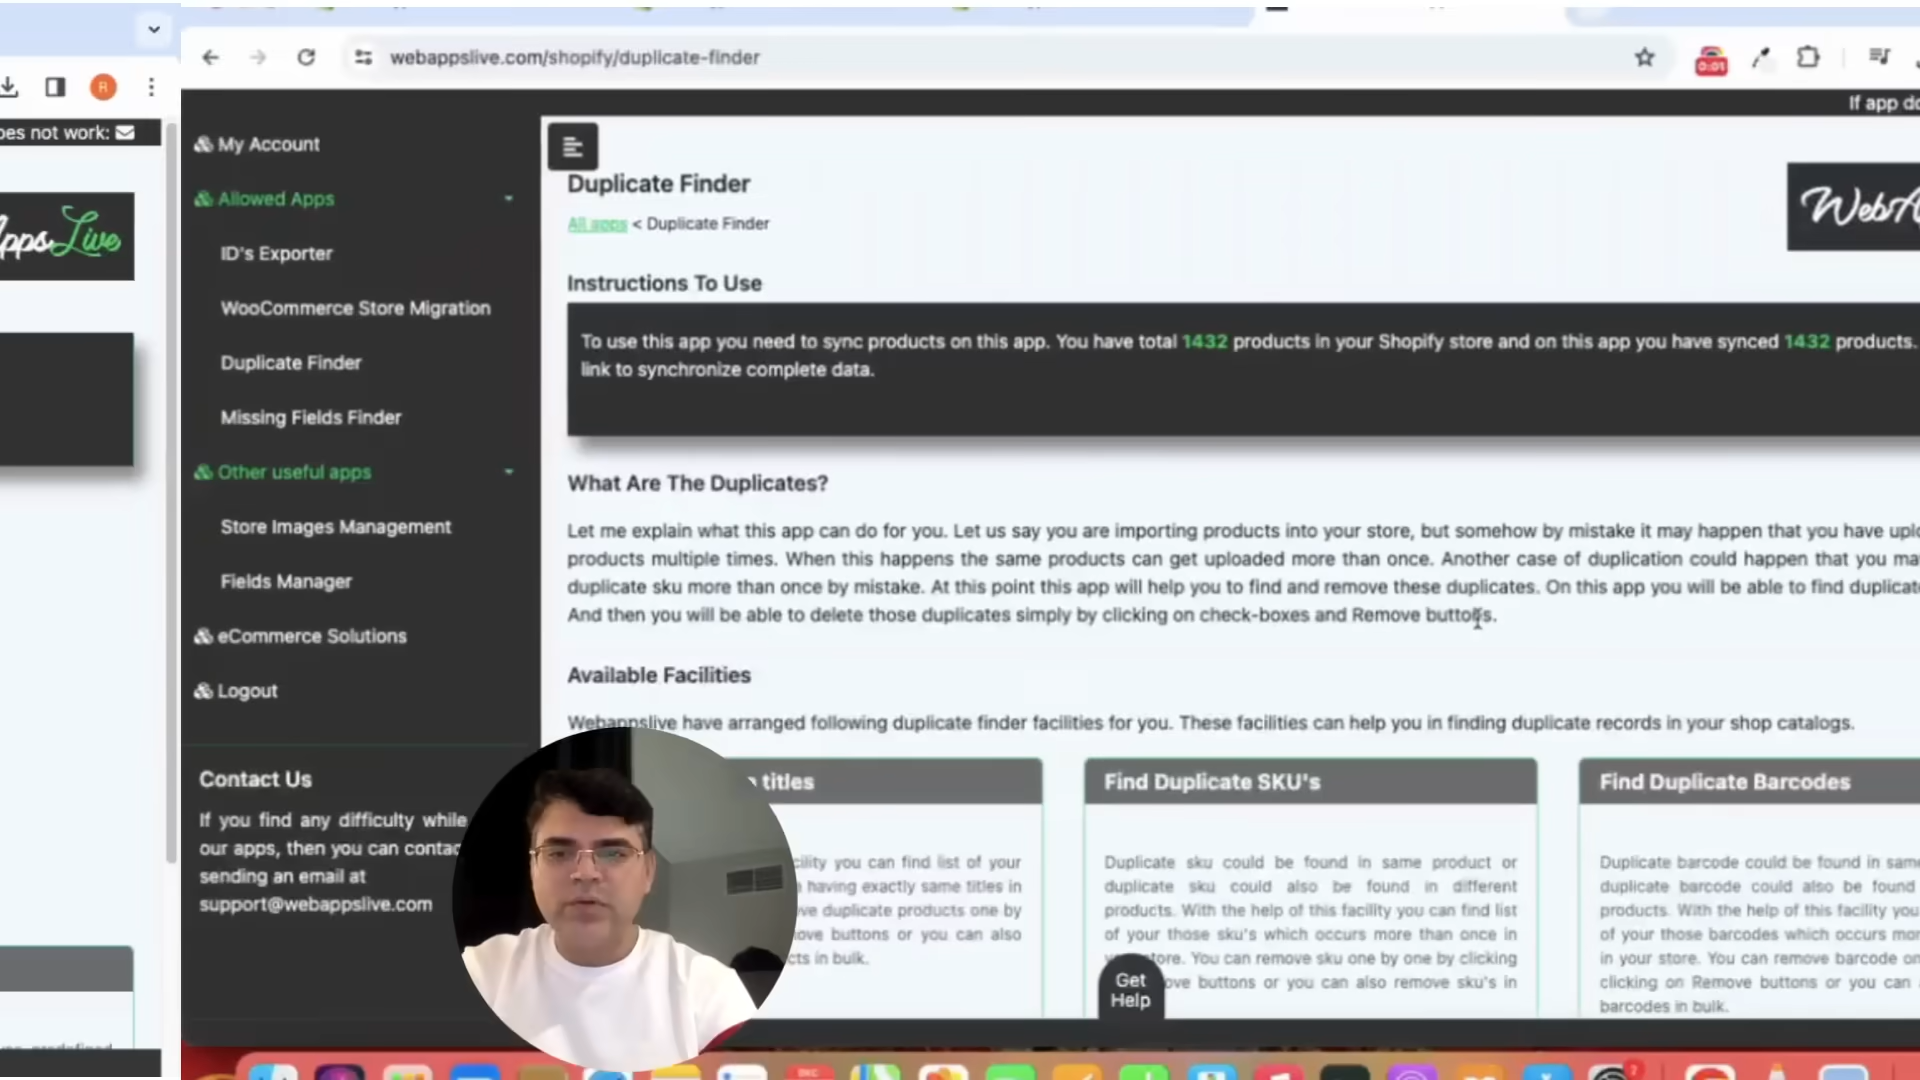 webappslive.com/shopify/duplicate-finder
0:01
R
If app do
oes not work:
My Account
Allowed Apps
ID's Exporter
WooCommerce Store Migration
Duplicate Finder
Missing Fields Finder
Other useful apps
Store Images Management
Fields Manager
eCommerce Solutions
Logout
Contact Us
If you find any difficulty while
our apps, then you can contac
sending an email at
support@webappslive.com
Duplicate Finder
All apps < Duplicate Finder
WebA
pps Live
Instructions To Use
To use this app you need to sync products on this app. You have total 1432 products in your Shopify store and on this app you have synced 1432 products.
link to synchronize complete data.
What Are The Duplicates?
Let me explain what this app can do for you. Let us say you are importing products into your store, but somehow by mistake it may happen that you have uplo
products multiple times. When this happens the same products can get uploaded more than once. Another case of duplication could happen that you ma
duplicate sku more than once by mistake. At this point this app will help you to find and remove these duplicates. On this app you will be able to find duplicat
And then you will be able to delete those duplicates simply by clicking on check-boxes and Remove buttons.
Available Facilities
Webappslive have arranged following duplicate finder facilities for you. These facilities can help you in finding duplicate records in your shop catalogs.
titles
cility you can find list of your
having exactly same titles in
ve duplicate products one by
ove buttons or you can also
cts in bulk.
Find Duplicate SKU's
Duplicate sku could be found in same product or
duplicate sku could also be found in different
products. With the help of this facility you can find list
of your those sku's which occurs more than once in
tore. You can remove sku one by one by clicking
ove buttons or you can also remove sku's in
Find Duplicate Barcodes
Duplicate barcode could be found in same
duplicate barcode could also be found
products. With the help of this facility you
of your those barcodes which occurs mor
in your store. You can remove barcode on
clicking on Remove buttons or you can
barcodes in bulk.
Get
Help